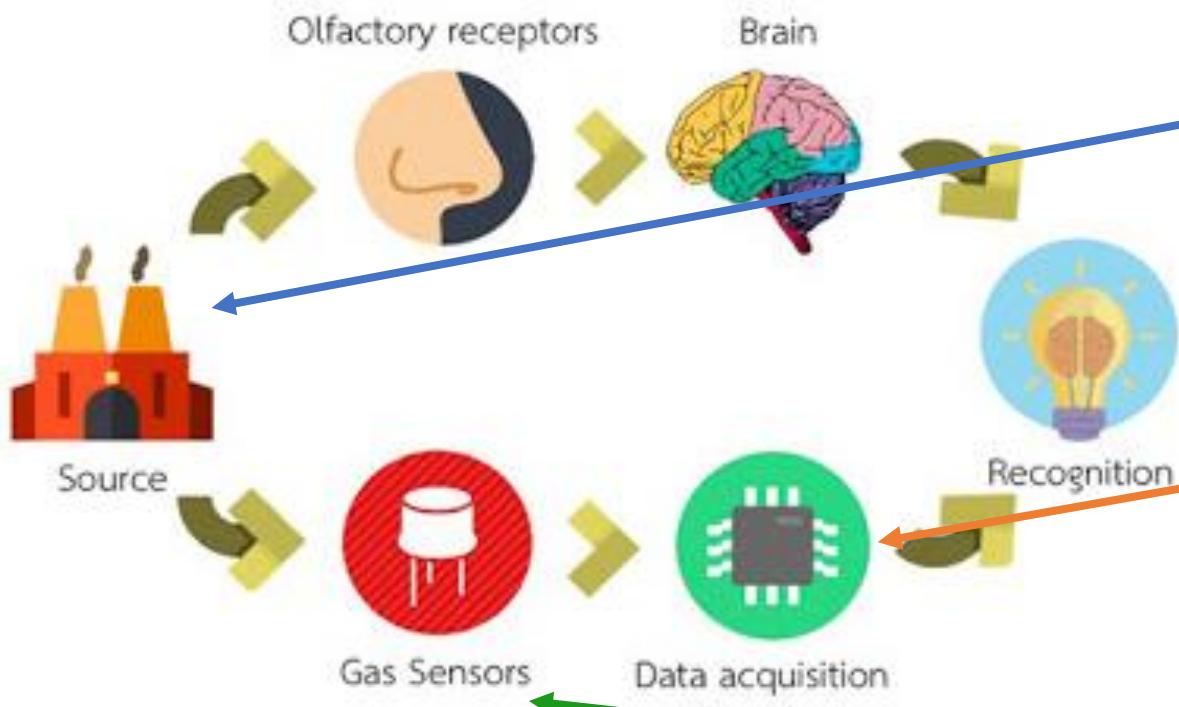 Olfactory receptors
Brain
Source
Recognition
Gas Sensors
Data acquisition